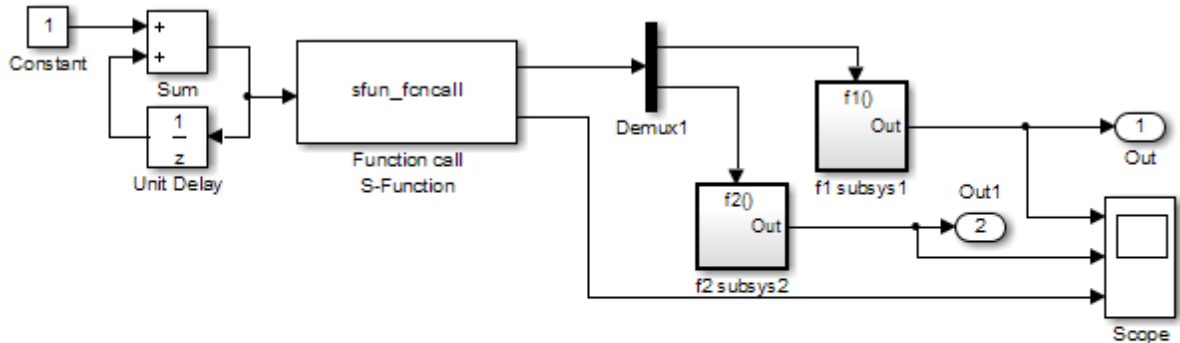 1
Constant
+
+
Sum
1
z
Unit Delay
sfun_fcncall
Function call
S-Function
Demux1
f1()
Out
f1 subsys1
1
Out
f2()
Out
f2 subsys2
Out1
2
Scope